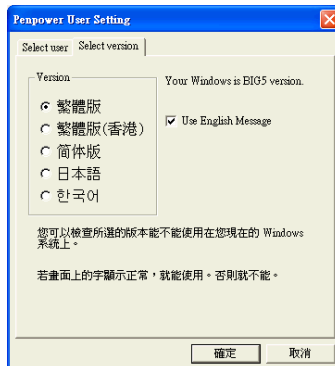 Penpower User Setting
Select user
Select version
Version
Your Windows is BIG5 version.
繁體版
繁體版(香港)
简体版
日本語
한국어
Use English Message
您可以檢查所選的版本能不能使用在您現在的 Windows
系統上。
若畫面上的字顯示正常，就能使用。否則就不能。
確定
取消